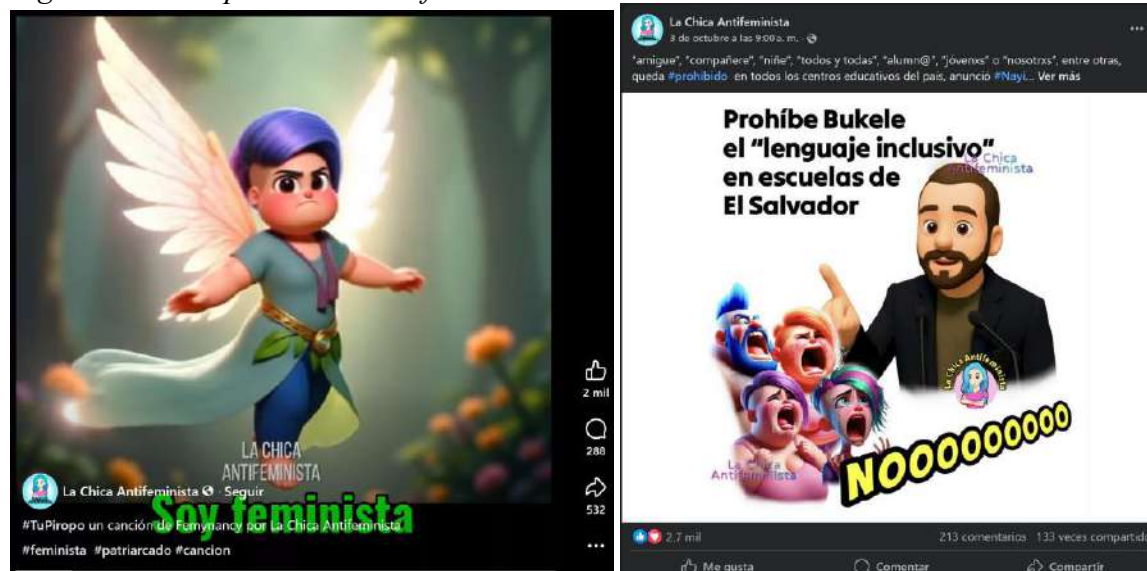 LA CHICA
ANTIFEMINISTA
La Chica Antifeminista · Seguir
Soy feminista
#TuPiropo un canción de Femynancy por La Chica Antifeminista
#feminista #patriarcado #cancion
2 mil
288
532
La Chica Antifeminista
3 de octubre a las 9:00 a. m. ·
"amigue", "compañere", "niñe", "todos y todas", "alumn@", "jóvenxs" o "nosotrxs", entre otras,
queda #prohibido en todos los centros educativos del país, anunció #Nayi... Ver más
Prohíbe Bukele
el "lenguaje inclusivo"
en escuelas de
El Salvador
La Chica
Antifeminista
La Chica Antifeminista
La Chica
Antifeminista
NOOOOOOOOO
2.7 mil
213 comentarios 133 veces compartido
Me gusta
Comentar
Compartir